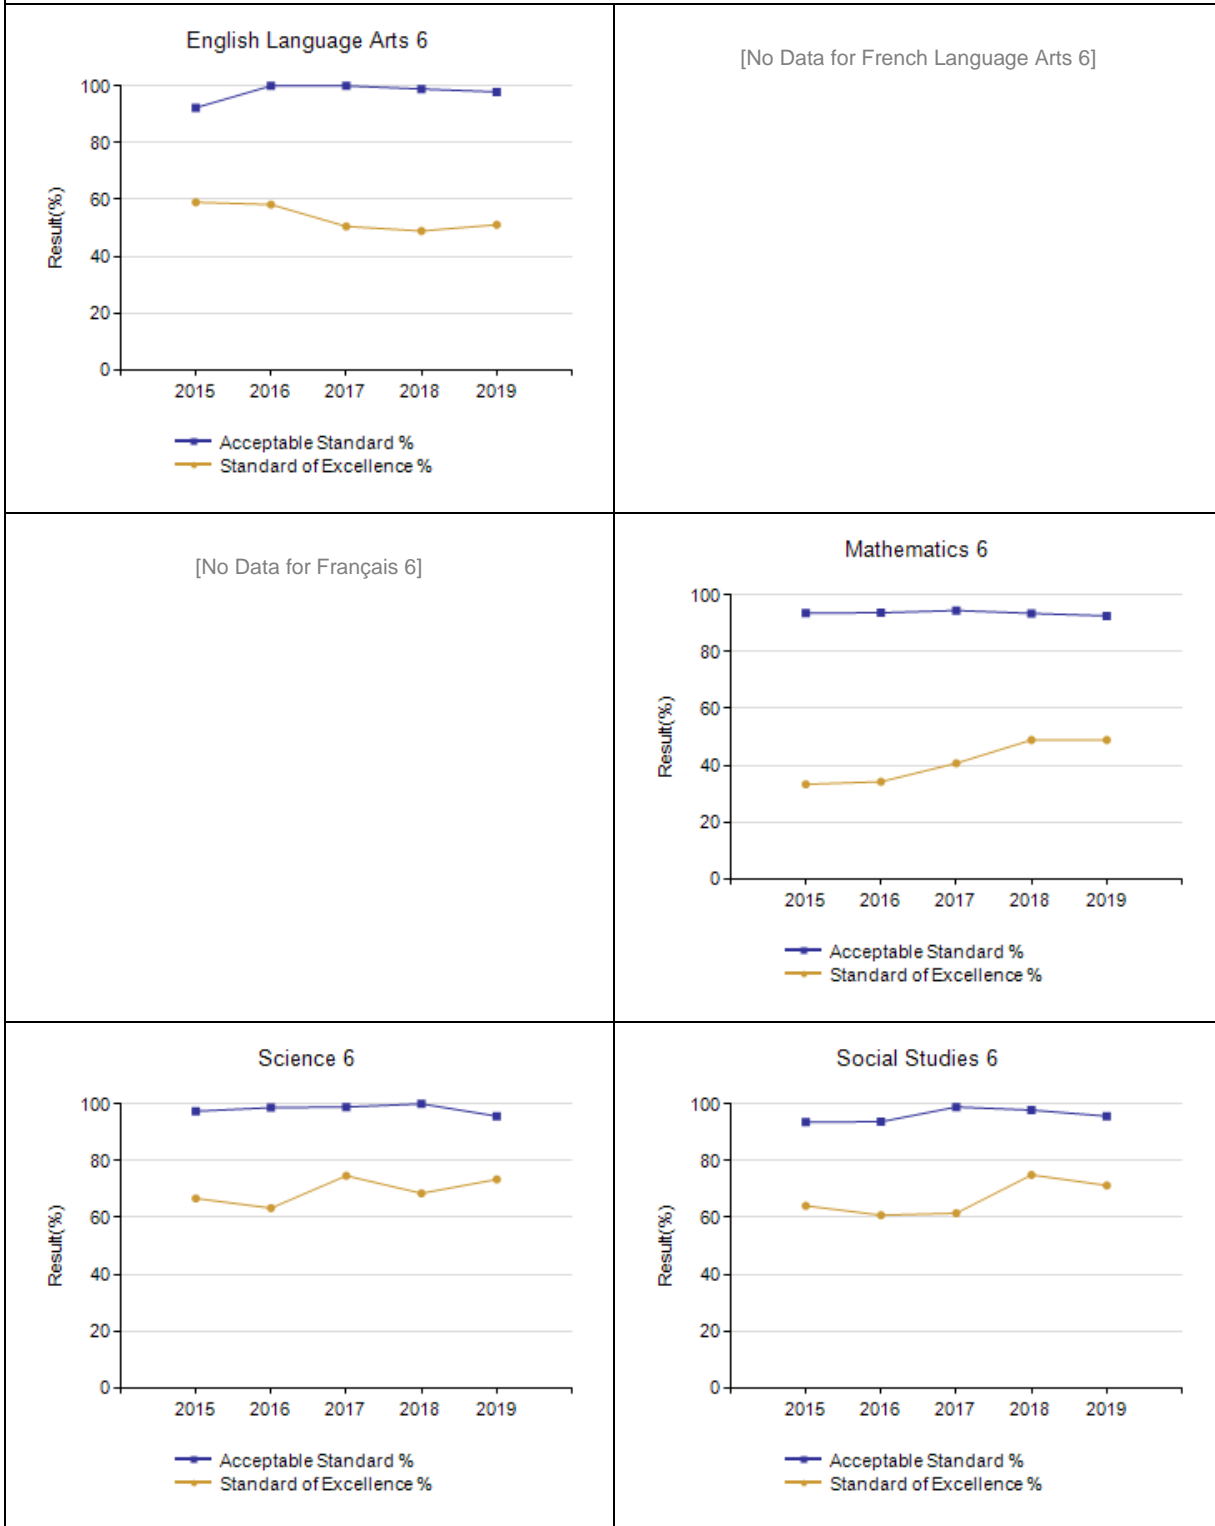 English Language Arts 6
100
80
60
40
20
0
Result(%)
2015 2016 2017 2018 2019
Acceptable Standard %
Standard of Excellence %
[No Data for French Language Arts 6]
[No Data for Français 6]
Mathematics 6
100
80
60
40
20
0
Result(%)
2015 2016 2017 2018 2019
Acceptable Standard %
Standard of Excellence %
Science 6
100
80
60
40
20
0
Result(%)
2015 2016 2017 2018 2019
Acceptable Standard %
Standard of Excellence %
Social Studies 6
100
80
60
40
20
0
Result(%)
2015 2016 2017 2018 2019
Acceptable Standard %
Standard of Excellence %